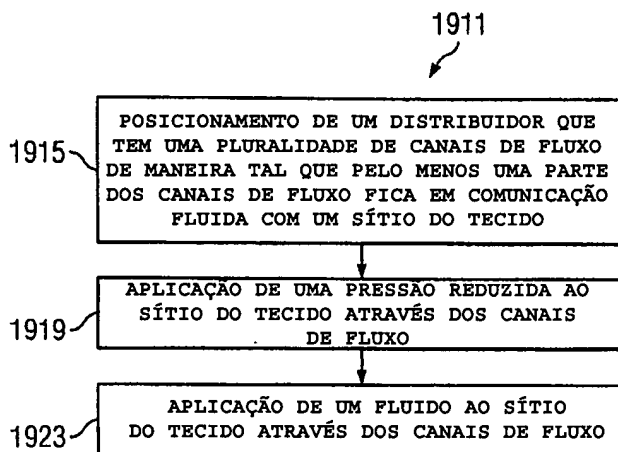 1911
1915
POSICIONAMENTO DE UM DISTRIBUIDOR QUE
TEM UMA PLURALIDADE DE CANAIS DE FLUXO
DE MANEIRA TAL QUE PELO MENOS UMA PARTE
DOS CANAIS DE FLUXO FICA EM COMUNICAÇÃO
FLUIDA COM UM SÍTIO DO TECIDO
1919
APLICAÇÃO DE UMA PRESSÃO REDUZIDA AO
SÍTIO DO TECIDO ATRAVÉS DOS CANAIS
DE FLUXO
1923
APLICAÇÃO DE UM FLUIDO AO SÍTIO
DO TECIDO ATRAVÉS DOS CANAIS DE FLUXO